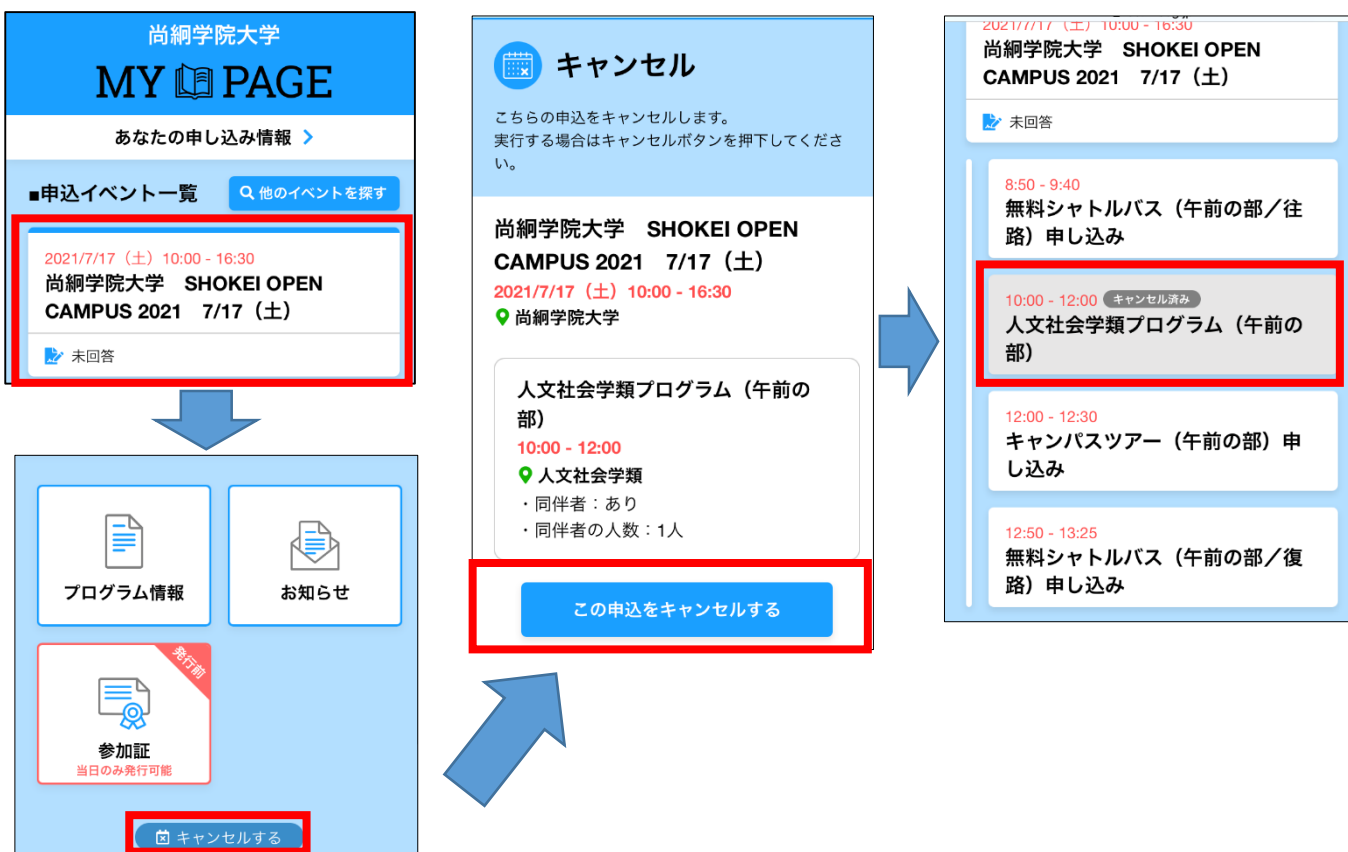 尚絅学院大学
MY PAGE
あなたの申し込み情報
■申込イベント一覧
他のイベントを探す
2021/7/17（土）10:00 - 16:30
尚絅学院大学　SHOKEI OPEN
CAMPUS 2021　7/17（土）
未回答
プログラム情報
お知らせ
発行前
参加証
当日のみ発行可能
キャンセルする
キャンセル
こちらの申込をキャンセルします。
実行する場合はキャンセルボタンを押下してくださ
い。
尚絅学院大学　SHOKEI OPEN
CAMPUS 2021　7/17（土）
2021/7/17（土）10:00 - 16:30
尚絅学院大学
人文社会学類プログラム（午前の
部）
10:00 - 12:00
人文社会学類
・同伴者：あり
・同伴者の人数：1人
この申込をキャンセルする
2021/7/17（土）10:00 - 16:30
尚絅学院大学　SHOKEI OPEN
CAMPUS 2021　7/17（土）
未回答
8:50 - 9:40
無料シャトルバス（午前の部／往
路）申し込み
10:00 - 12:00 キャンセル済み
人文社会学類プログラム（午前の
部）
12:00 - 12:30
キャンパスツアー（午前の部）申
し込み
12:50 - 13:25
無料シャトルバス（午前の部／復
路）申し込み